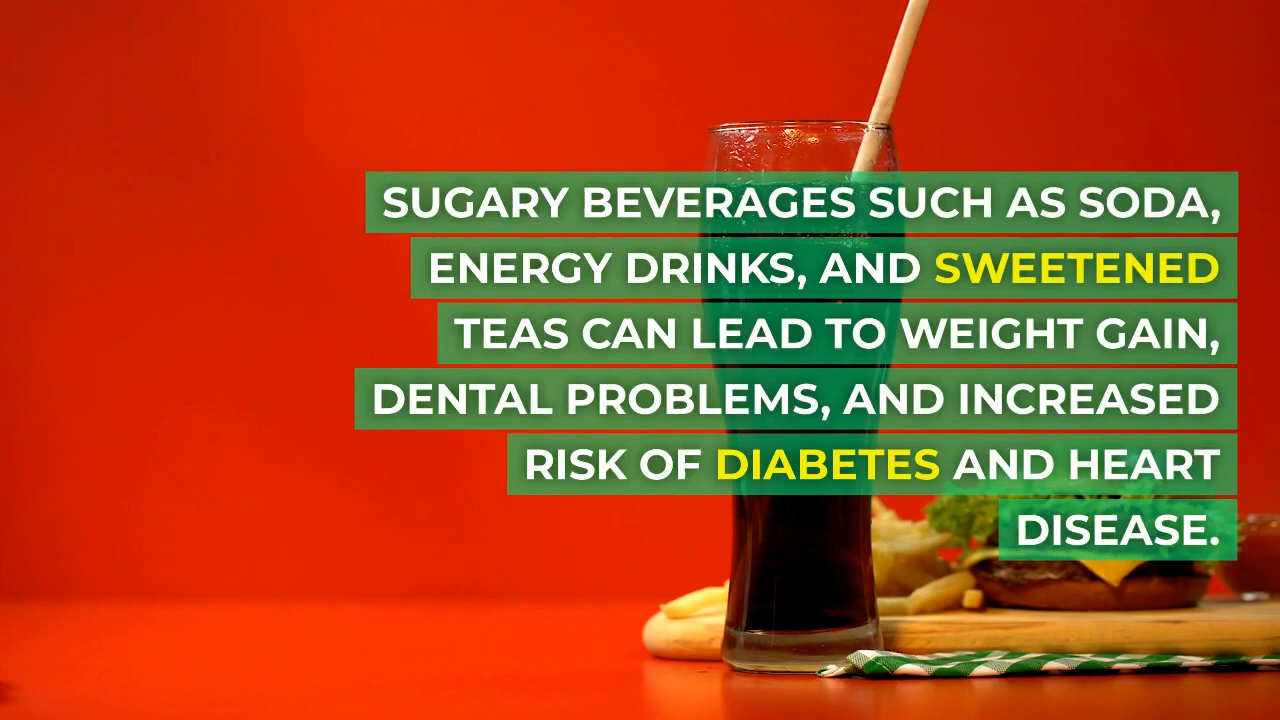 SUGARY BEVERAGES SUCH AS SODA,
ENERGY DRINKS, AND SWEETENED
TEAS CAN LEAD TO WEIGHT GAIN,
DENTAL PROBLEMS, AND INCREASED
RISK OF DIABETES AND HEART
DISEASE.